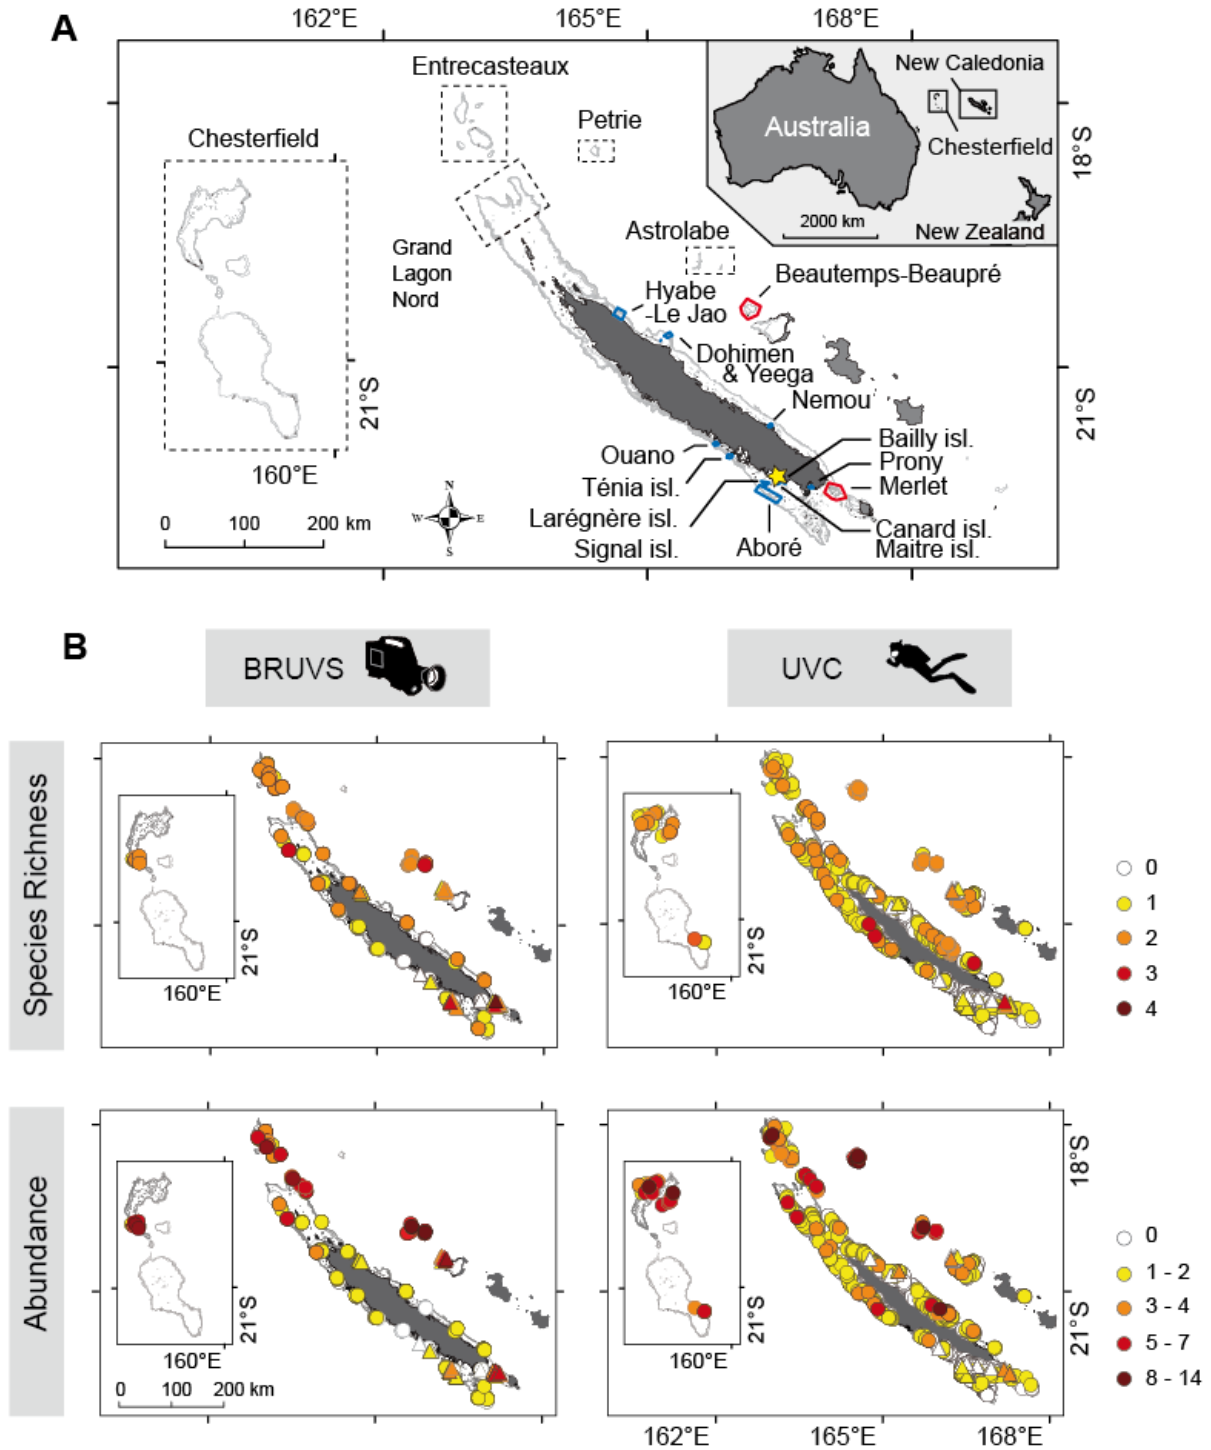 A
162°E
165°E
168°E
Entrecasteaux
Petrie
Chesterfield
New Caledonia
Australia
Chesterfield
2000 km
New Zealand
18°S
Astrolabe
Grand
Lagon
Nord
Beautemps-Beaupré
Hyabe
-Le Jao
Dohimen
& Yeega
Nemou
21°S
21°S
160°E
Bailly isl.
Prony
Merlet
Ouano
Ténia isl.
Larégnère isl.
Signal isl.
Aboré
Canard isl.
Maitre isl.
N
W
E
S
0 100 200 km
B
BRUVS
UVC
Species Richness
21°S
160°E
21°S
160°E
0
1
2
3
4
Abundance
21°S
160°E
0 100 200 km
21°S
160°E
18°S
21°S
0
1 - 2
3 - 4
5 - 7
8 - 14
162°E
165°E
168°E